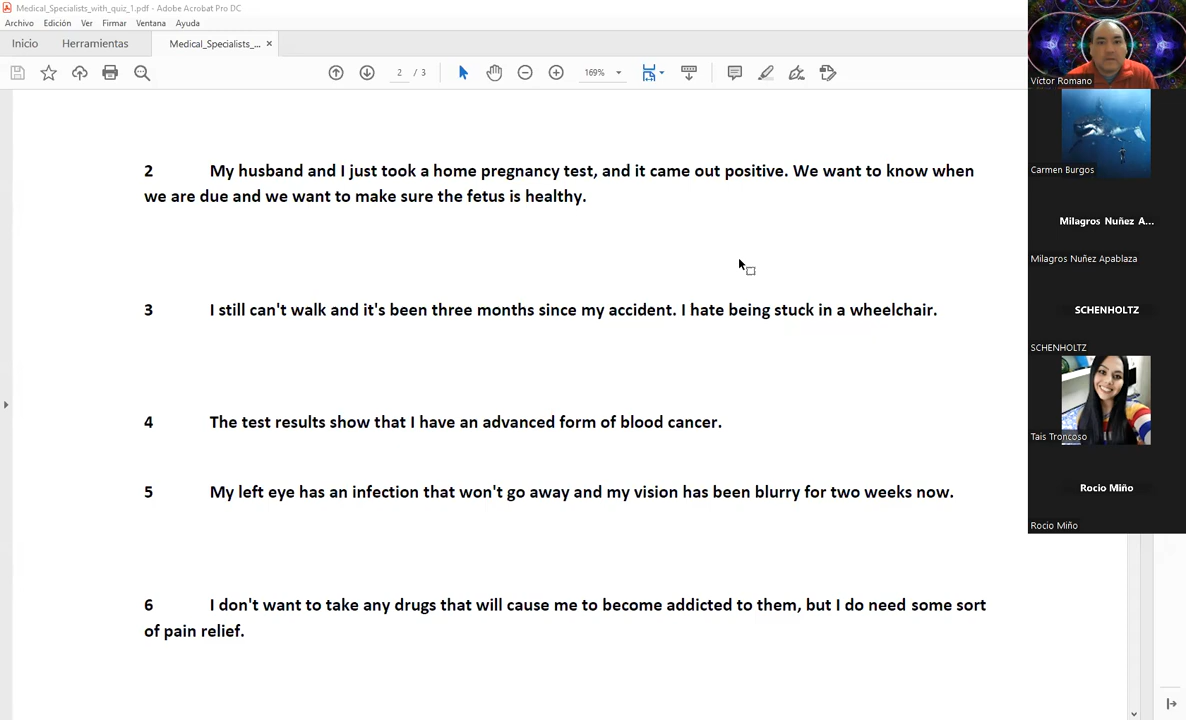 Medical_Specialists_with_quiz_1.pdf - Adobe Acrobat Pro DC
Archivo Edición Ver Firmar Ventana Ayuda
Inicio Herramientas Medical_Specialists_... ×
2 / 3 169%
2 My husband and I just took a home pregnancy test, and it came out positive. We want to know when
we are due and we want to make sure the fetus is healthy.
3 I still can't walk and it's been three months since my accident. I hate being stuck in a wheelchair.
4 The test results show that I have an advanced form of blood cancer.
5 My left eye has an infection that won't go away and my vision has been blurry for two weeks now.
6 I don't want to take any drugs that will cause me to become addicted to them, but I do need some sort
of pain relief.
Víctor Romano
Carmen Burgos
Milagros Nuñez A...
Milagros Nuñez Apablaza
SCHENHOLTZ
SCHENHOLTZ
Tais Troncoso
Rocio Miño
Rocio Miño